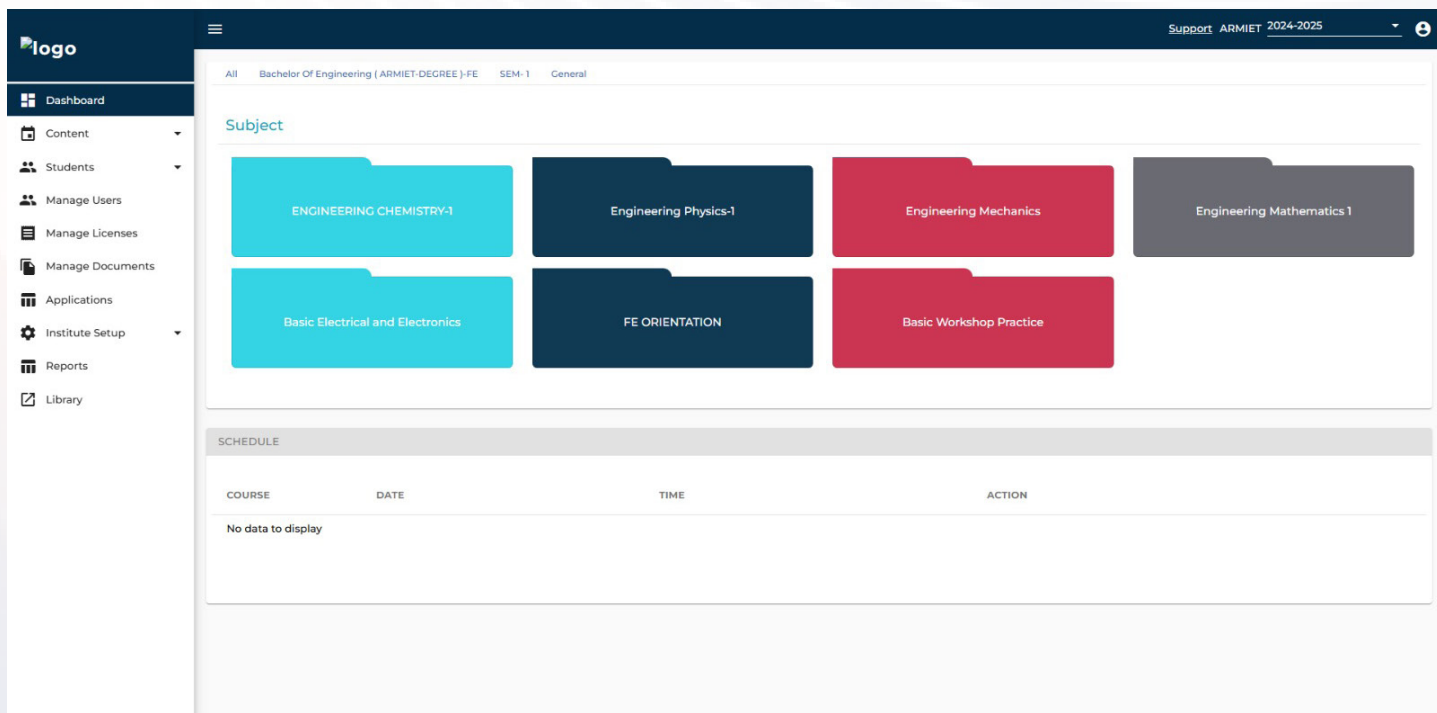 logo
Support ARMIET 2024-2025
Dashboard
Content
Students
Manage Users
Manage Licenses
Manage Documents
Applications
Institute Setup
Reports
Library
All Bachelor Of Engineering ( ARMIET-DEGREE )-FE SEM- 1 General
Subject
ENGINEERING CHEMISTRY-1 Engineering Physics-1 Engineering Mechanics Engineering Mathematics 1
Basic Electrical and Electronics FE ORIENTATION Basic Workshop Practice
SCHEDULE
COURSE DATE TIME ACTION
No data to display